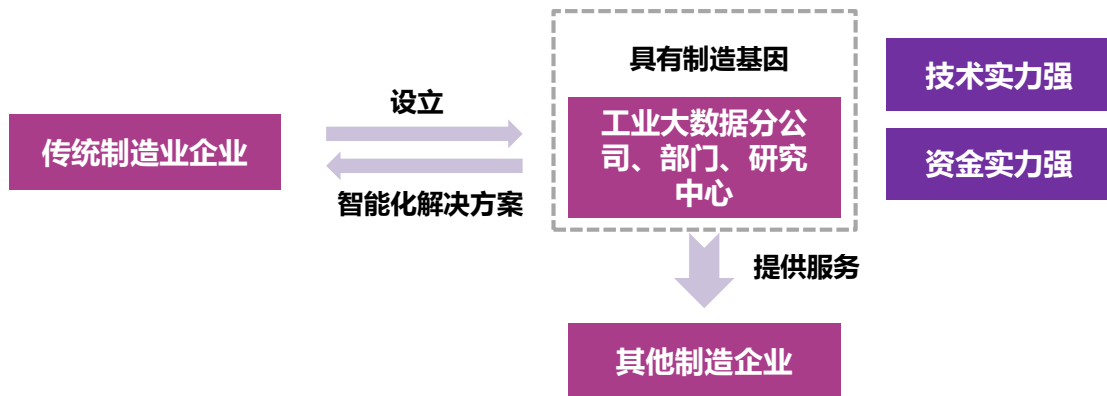 具有制造基因
技术实力强
设立
传统制造业企业
工业大数据分公
司、部门、研究
中心
资金实力强
智能化解决方案
提供服务
其他制造企业